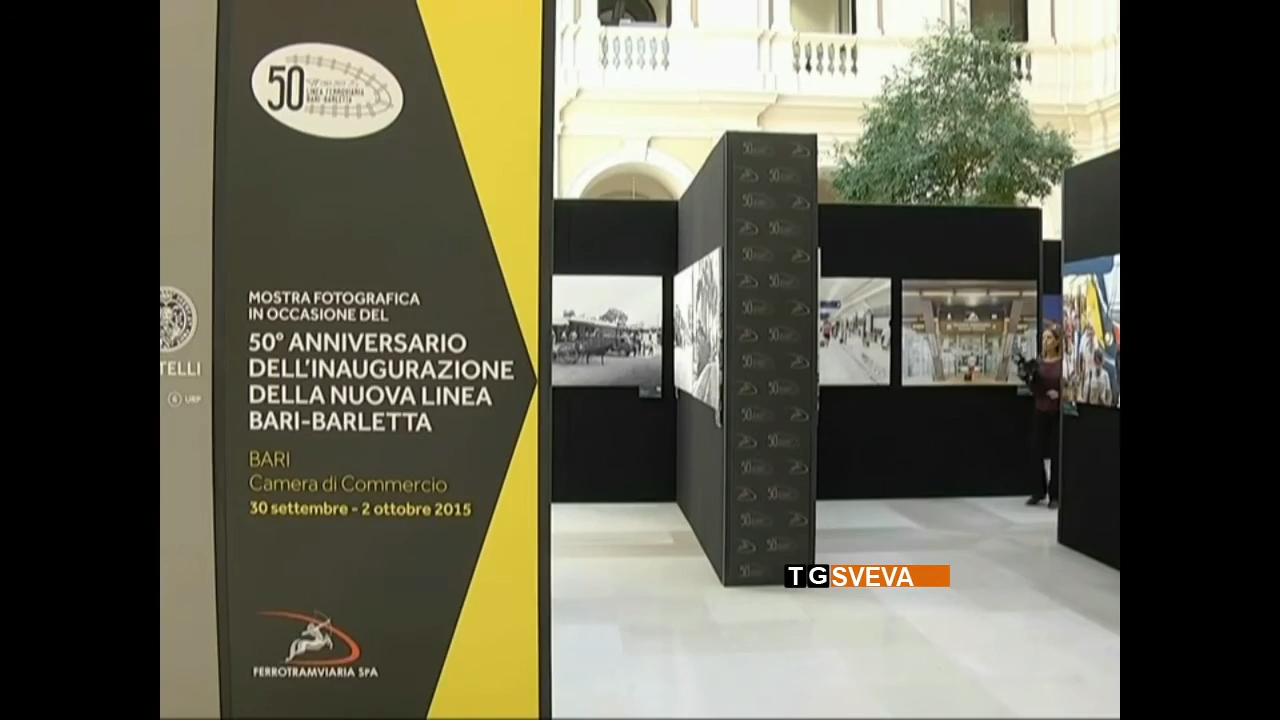 50
LINEA FERROVIARIA
BARI-BARLETTA
MOSTRA FOTOGRAFICA
IN OCCASIONE DEL
50° ANNIVERSARIO
DELL'INAUGURAZIONE
DELLA NUOVA LINEA
BARI-BARLETTA
BARI
Camera di Commercio
30 settembre - 2 ottobre 2015
FERROTRAMVIARIA SPA
TELLI
URP
TGSVEVA